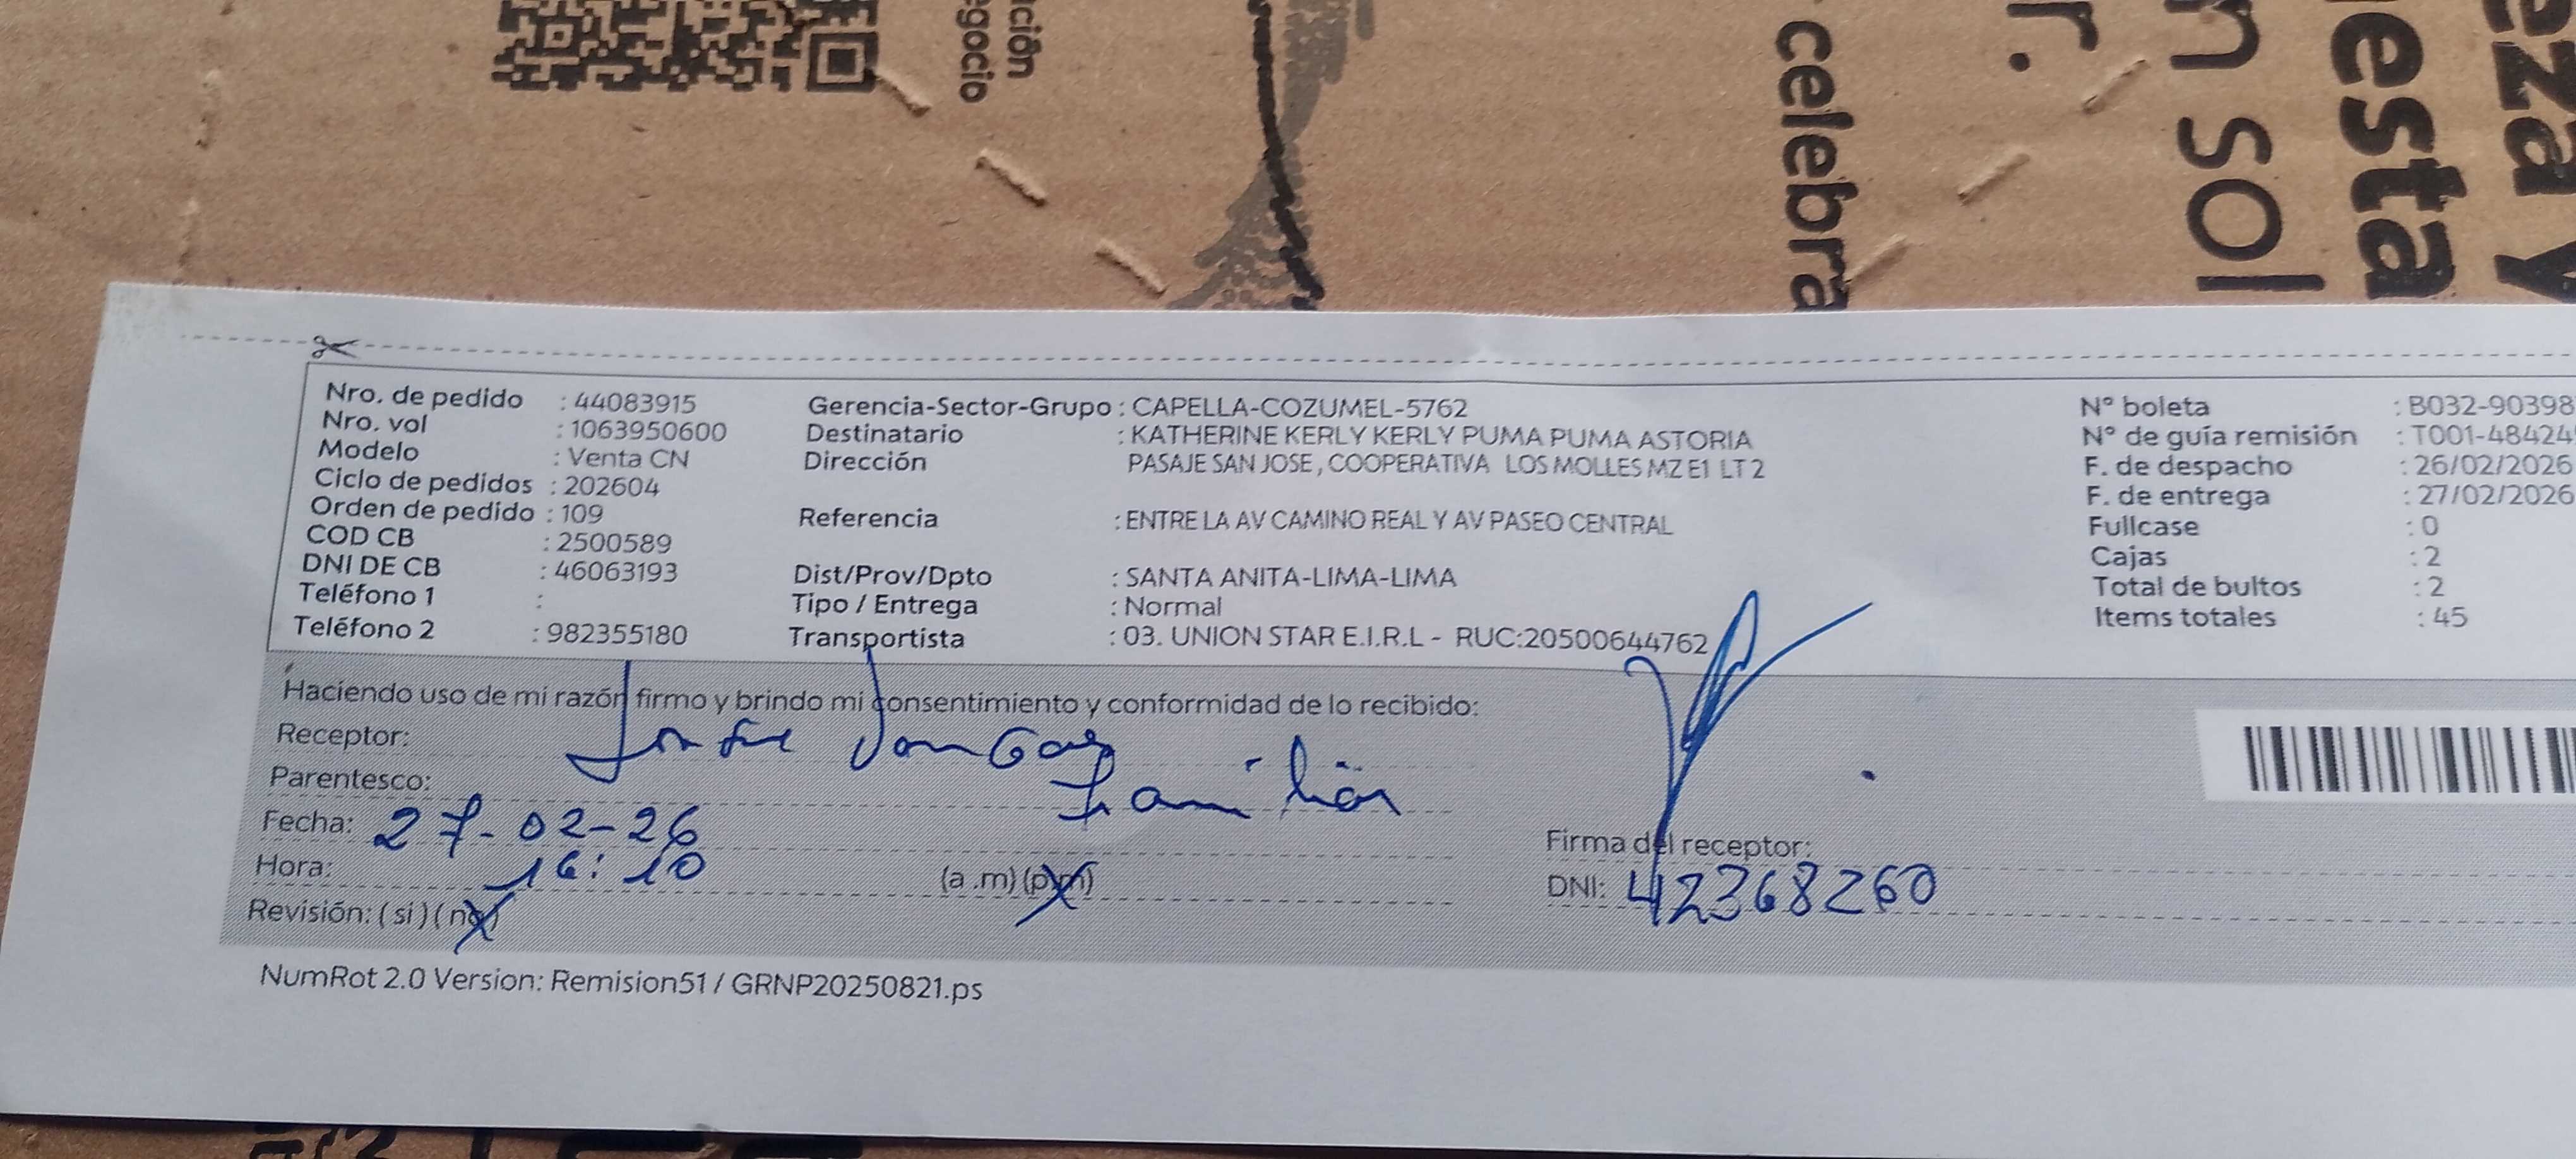 ción
egocio
celebra
r.
n sol
esta
eza y
Nro. de pedido : 44083915
Nro. vol : 1063950600
Modelo : Venta CN
Ciclo de pedidos : 202604
Orden de pedido : 109
COD CB : 2500589
DNI DE CB : 46063193
Teléfono 1 :
Teléfono 2 : 982355180
Gerencia-Sector-Grupo : CAPELLA-COZUMEL-5762
Destinatario : KATHERINE KERLY KERLY PUMA PUMA ASTORIA
Dirección PASAJE SAN JOSE , COOPERATIVA LOS MOLLES MZ E1 LT 2
Referencia : ENTRE LA AV CAMINO REAL Y AV PASEO CENTRAL
Dist/Prov/Dpto : SANTA ANITA-LIMA-LIMA
Tipo / Entrega : Normal
Transportista : 03. UNION STAR E.I.R.L - RUC:20500644762
N° boleta : B032-90398
N° de guía remisión : T001-48424
F. de despacho : 26/02/2026
F. de entrega : 27/02/2026
Fullcase : 0
Cajas : 2
Total de bultos : 2
Items totales : 45
Haciendo uso de mi razón firmo y brindo mi consentimiento y conformidad de lo recibido:
Receptor:
Parentesco: Familiar
Fecha: 27-02-26
Hora: 16:10 (a .m) (p.m)
Revisión: ( si ) ( no )
Firma del receptor:
DNI: 42368260
NumRot 2.0 Version: Remision51 / GRNP20250821.ps